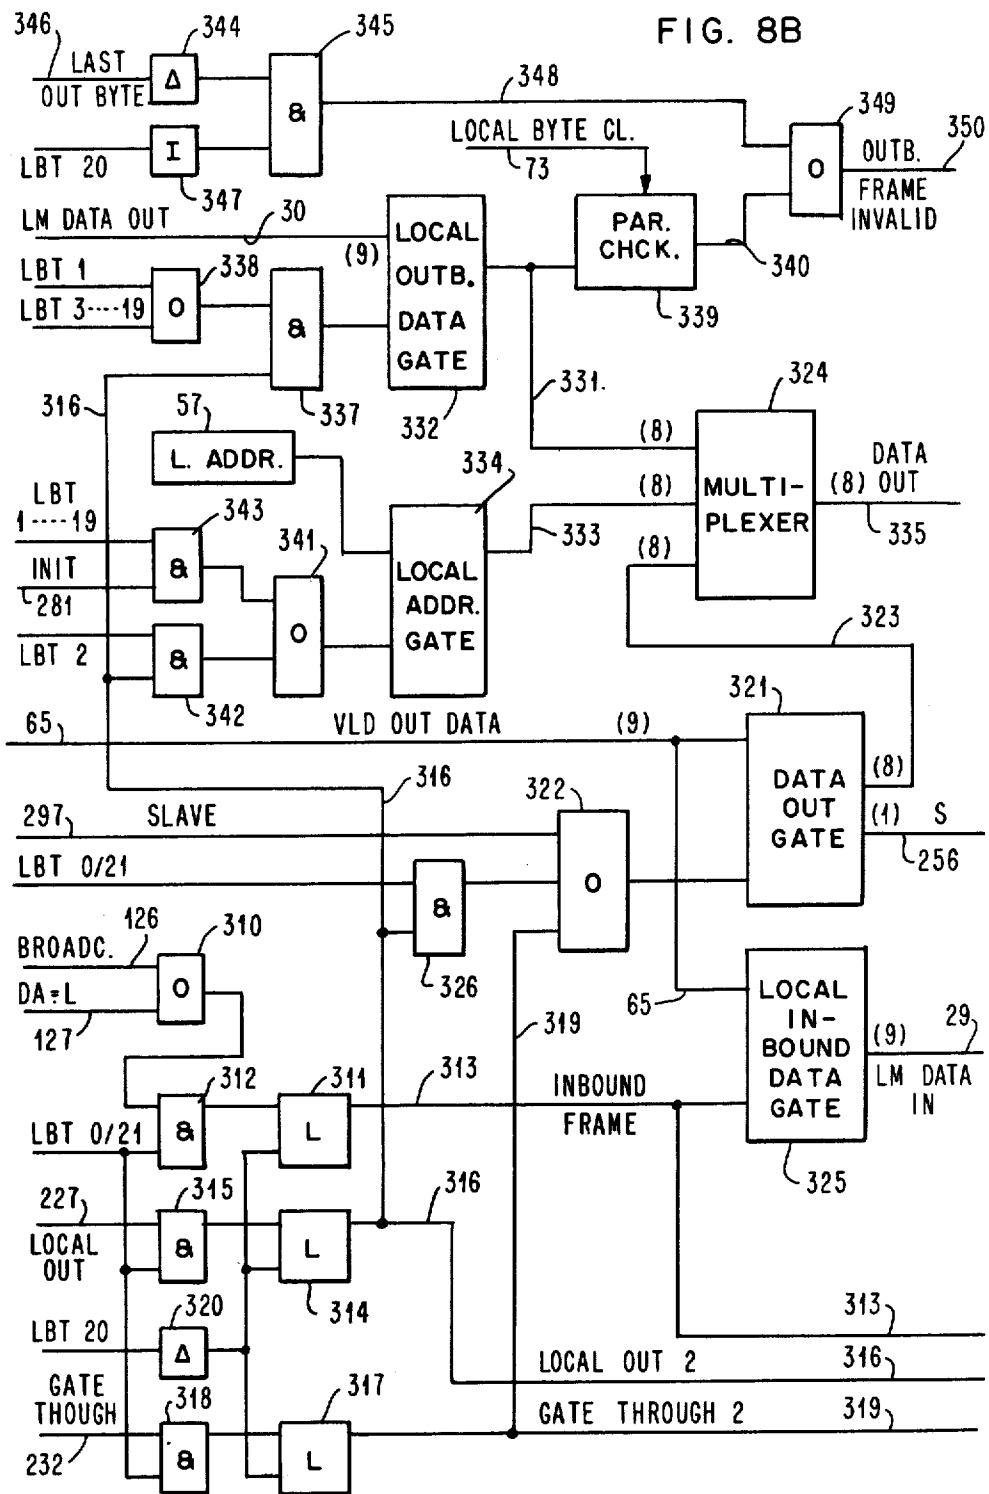 FIG. 8B
346 344 345
LAST Δ
OUT BYTE
&
348
349
LOCAL BYTE CL.
73
O
OUTB. 350
FRAME
INVALID
LBT 20 I
347
LM DATA OUT 30
(9)
LOCAL
OUTB.
DATA
GATE
332
PAR.
CHCK.
339
340
LBT 1
338
LBT 3----19 O
&
337
316
331.
57
L. ADDR.
324
(8)
334
MULTI-
PLEXER
(8)
(8)
(8) DATA
OUT
335
333
LBT
1----19
343
&
INIT
281
341
O
LOCAL
ADDR.
GATE
LBT 2
&
342
323
321
65 VLD OUT DATA (9)
316
322
DATA
OUT
GATE
(8)
(1) S
256
297 SLAVE
LBT 0/21
&
326
O
126
BROADC.
310
DA=L O
127
319
65
LOCAL
IN-
BOUND
DATA
GATE
325
(9) 29
LM DATA
IN
312
311
313
INBOUND
FRAME
LBT 0/21 & L
227 315
316
LOCAL
OUT
& L
314
320
313
LBT 20 Δ
LOCAL OUT 2 316
GATE
THOUGH
318
317
GATE THROUGH 2 319
232 & L